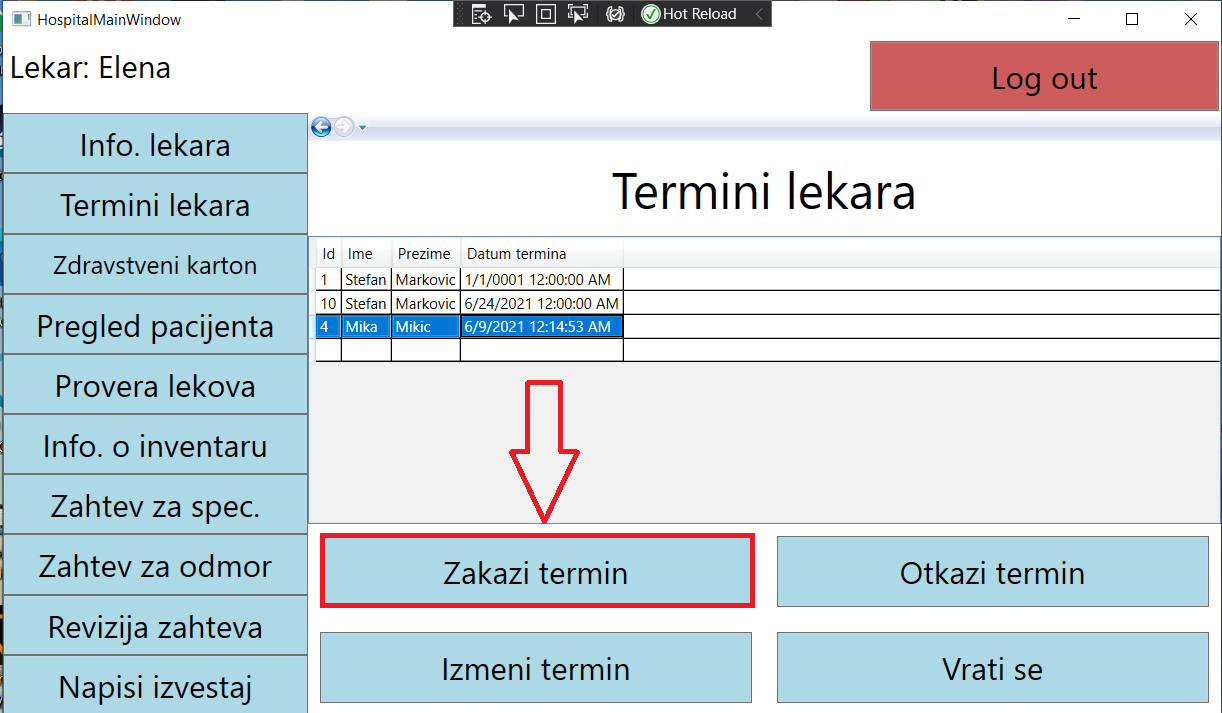 HospitalMainWindow
Hot Reload
Lekar: Elena
Log out
Info. lekara
Termini lekara
Zdravstveni karton
Pregled pacijenta
Provera lekova
Info. o inventaru
Zahtev za spec.
Zahtev za odmor
Revizija zahteva
Napisi izvestaj
Termini lekara
Id Ime Prezime Datum termina
1 Stefan Markovic 1/1/0001 12:00:00 AM
10 Stefan Markovic 6/24/2021 12:00:00 AM
4 Mika Mikic 6/9/2021 12:14:53 AM
Zakazi termin
Otkazi termin
Izmeni termin
Vrati se